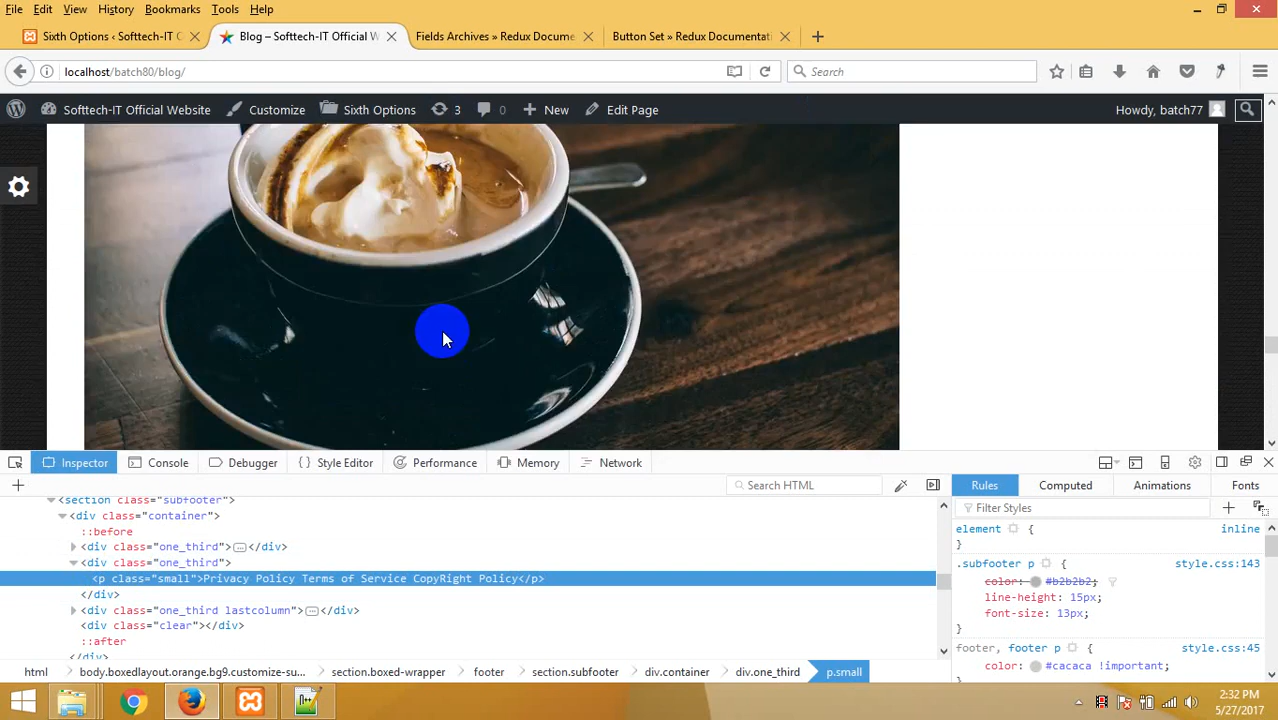 File Edit View History Bookmarks Tools Help
Sixth Options ‹ Softtech-IT O
Blog – Softtech-IT Official W
Fields Archives » Redux Docume
Button Set » Redux Documentati
localhost/batch80/blog/
Search
Softtech-IT Official Website Customize Sixth Options 3 0 New Edit Page Howdy, batch77
Inspector Console Debugger Style Editor Performance Memory Network
Search HTML
<section class="subfooter">
<div class="container">
::before
<div class="one_third"></div>
<div class="one_third">
<p class="small">Privacy Policy Terms of Service CopyRight Policy</p>
</div>
<div class="one_third lastcolumn"></div>
<div class="clear"></div>
::after
</div>
html body.boxedlayout.orange.bg9.customize-su... section.boxed-wrapper footer section.subfooter div.container div.one_third p.small
Rules Computed Animations Fonts
Filter Styles
element { inline
}
.subfooter p { style.css:143
color: #b2b2b2;
line-height: 15px;
font-size: 13px;
}
footer, footer p { style.css:45
color: #cacaca !important;
2:32 PM
5/27/2017